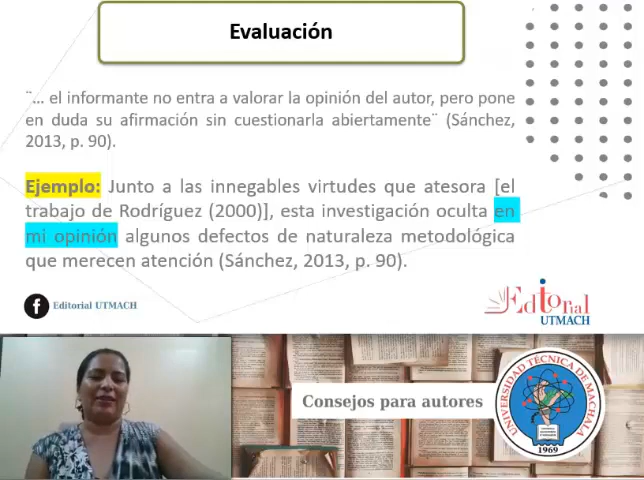 Evaluación
¨... el informante no entra a valorar la opinión del autor, pero pone
en duda su afirmación sin cuestionarla abiertamente¨ (Sánchez,
2013, p. 90).
Ejemplo: Junto a las innegables virtudes que atesora [el
trabajo de Rodríguez (2000)], esta investigación oculta en
mi opinión algunos defectos de naturaleza metodológica
que merecen atención (Sánchez, 2013, p. 90).
f Editorial UTMACH
Editorial
UTMACH
Consejos para autores
UNIVERSIDAD TÉCNICA DE MACHALA
1969